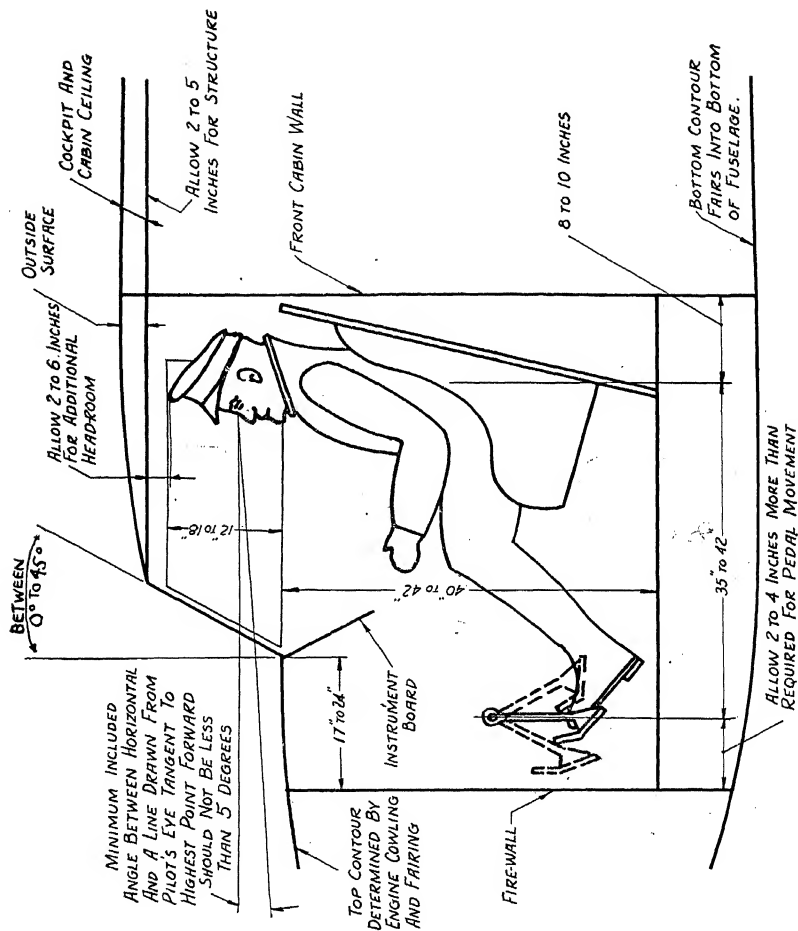 BETWEEN
0° TO 45°
MINIMUM INCLUDED
ANGLE BETWEEN HORIZONTAL
AND A LINE DRAWN FROM
PILOT'S EYE TANGENT TO
HIGHEST POINT FORWARD
SHOULD NOT BE LESS
THAN 5 DEGREES
ALLOW 2 TO 6 INCHES
FOR ADDITIONAL
HEAD-ROOM
OUTSIDE
SURFACE
COCKPIT AND
CABIN CEILING
ALLOW 2 TO 5
INCHES FOR STRUCTURE
12" TO 18"
17" TO 24"
TOP CONTOUR
DETERMINED BY
ENGINE COWLING
AND FAIRING
INSTRUMENT
BOARD
40" TO 42"
FRONT CABIN WALL
FIRE-WALL
35" TO 42
8 TO 10 INCHES
ALLOW 2 TO 4 INCHES MORE THAN
REQUIRED FOR PEDAL MOVEMENT
BOTTOM CONTOUR
FAIRS INTO BOTTOM
OF FUSELAGE.